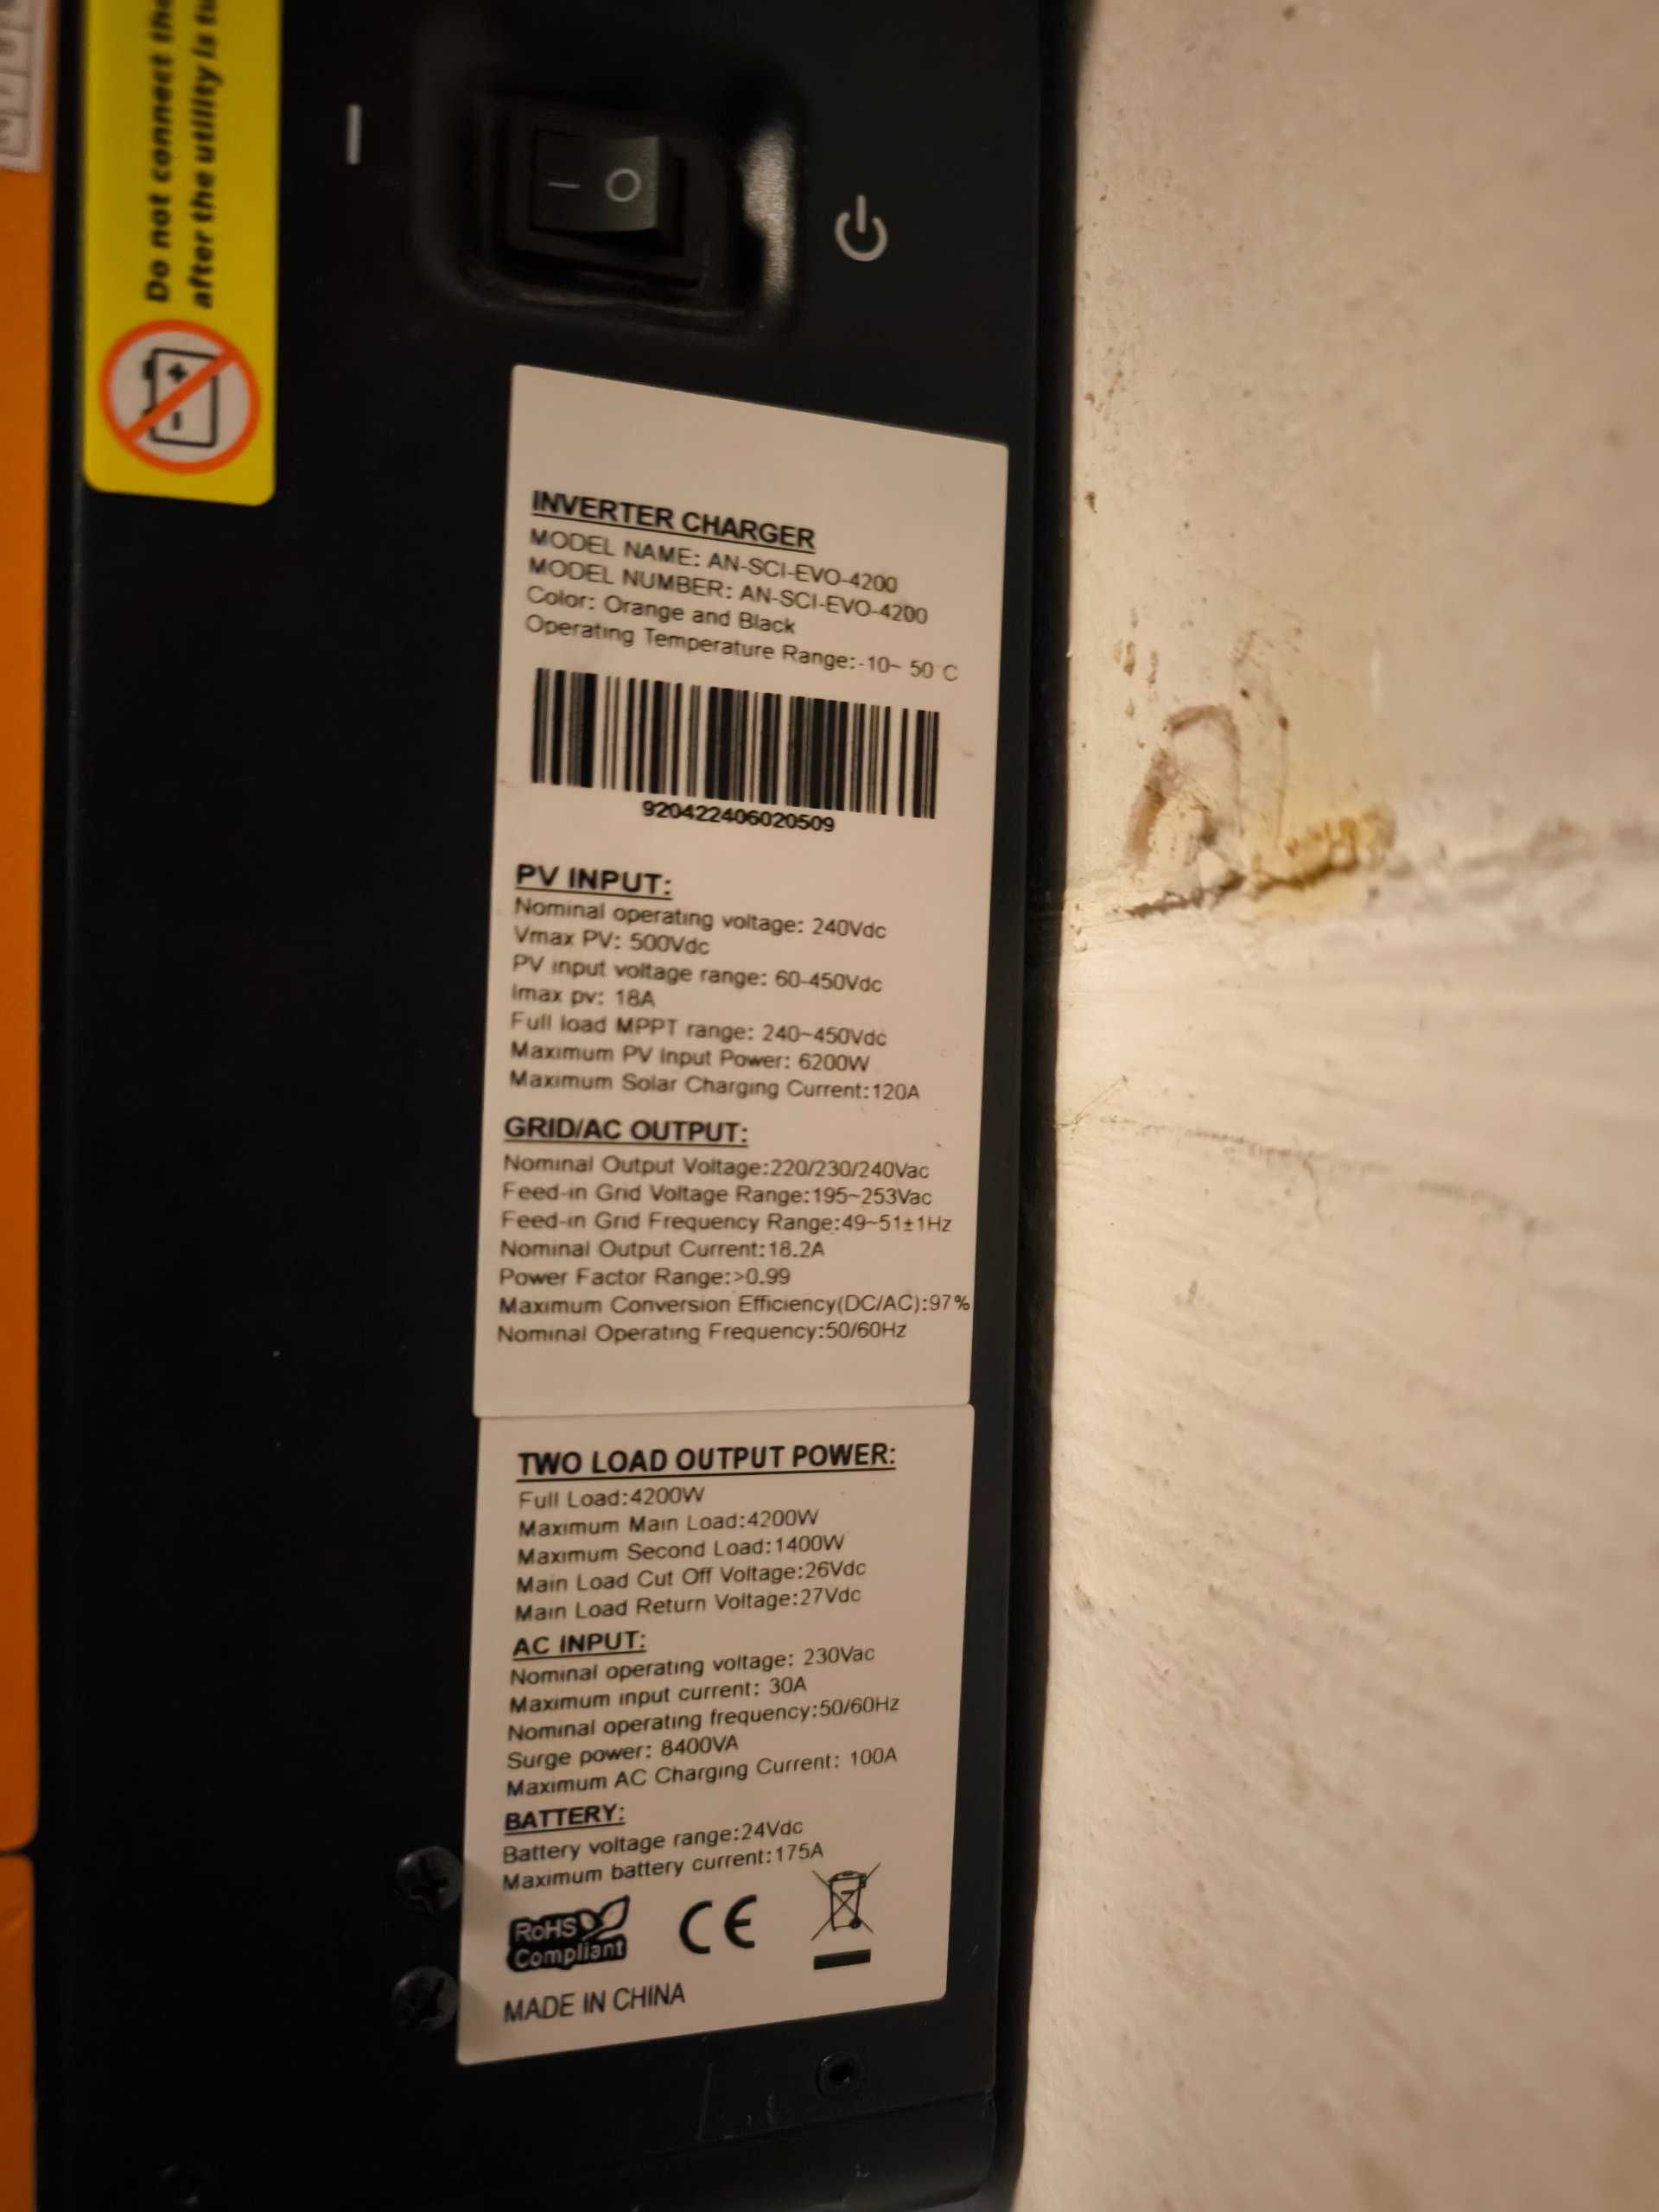 Do not connect the
after the utility is
INVERTER CHARGER
MODEL NAME: AN-SCI-EVO-4200
MODEL NUMBER: AN-SCI-EVO-4200
Color: Orange and Black
Operating Temperature Range:-10~ 50°C
920422406020509
PV INPUT:
Nominal operating voltage: 240Vdc
Vmax PV: 500Vdc
PV input voltage range: 60-450Vdc
Imax pv: 18A
Full load MPPT range: 240~450Vdc
Maximum PV Input Power: 6200W
Maximum Solar Charging Current:120A
GRID/AC OUTPUT:
Nominal Output Voltage:220/230/240Vac
Feed-in Grid Voltage Range:195~253Vac
Feed-in Grid Frequency Range:49~51±1Hz
Nominal Output Current:18.2A
Power Factor Range:>0.99
Maximum Conversion Efficiency(DC/AC):97%
Nominal Operating Frequency:50/60Hz
TWO LOAD OUTPUT POWER:
Full Load:4200W
Maximum Main Load:4200W
Maximum Second Load:1400W
Main Load Cut Off Voltage:26Vdc
Main Load Return Voltage:27Vdc
AC INPUT:
Nominal operating voltage: 230Vac
Maximum input current: 30A
Nominal operating frequency:50/60Hz
Surge power: 8400VA
Maximum AC Charging Current: 100A
BATTERY:
Battery voltage range:24Vdc
Maximum battery current:175A
RoHS
Compliant
CE
MADE IN CHINA